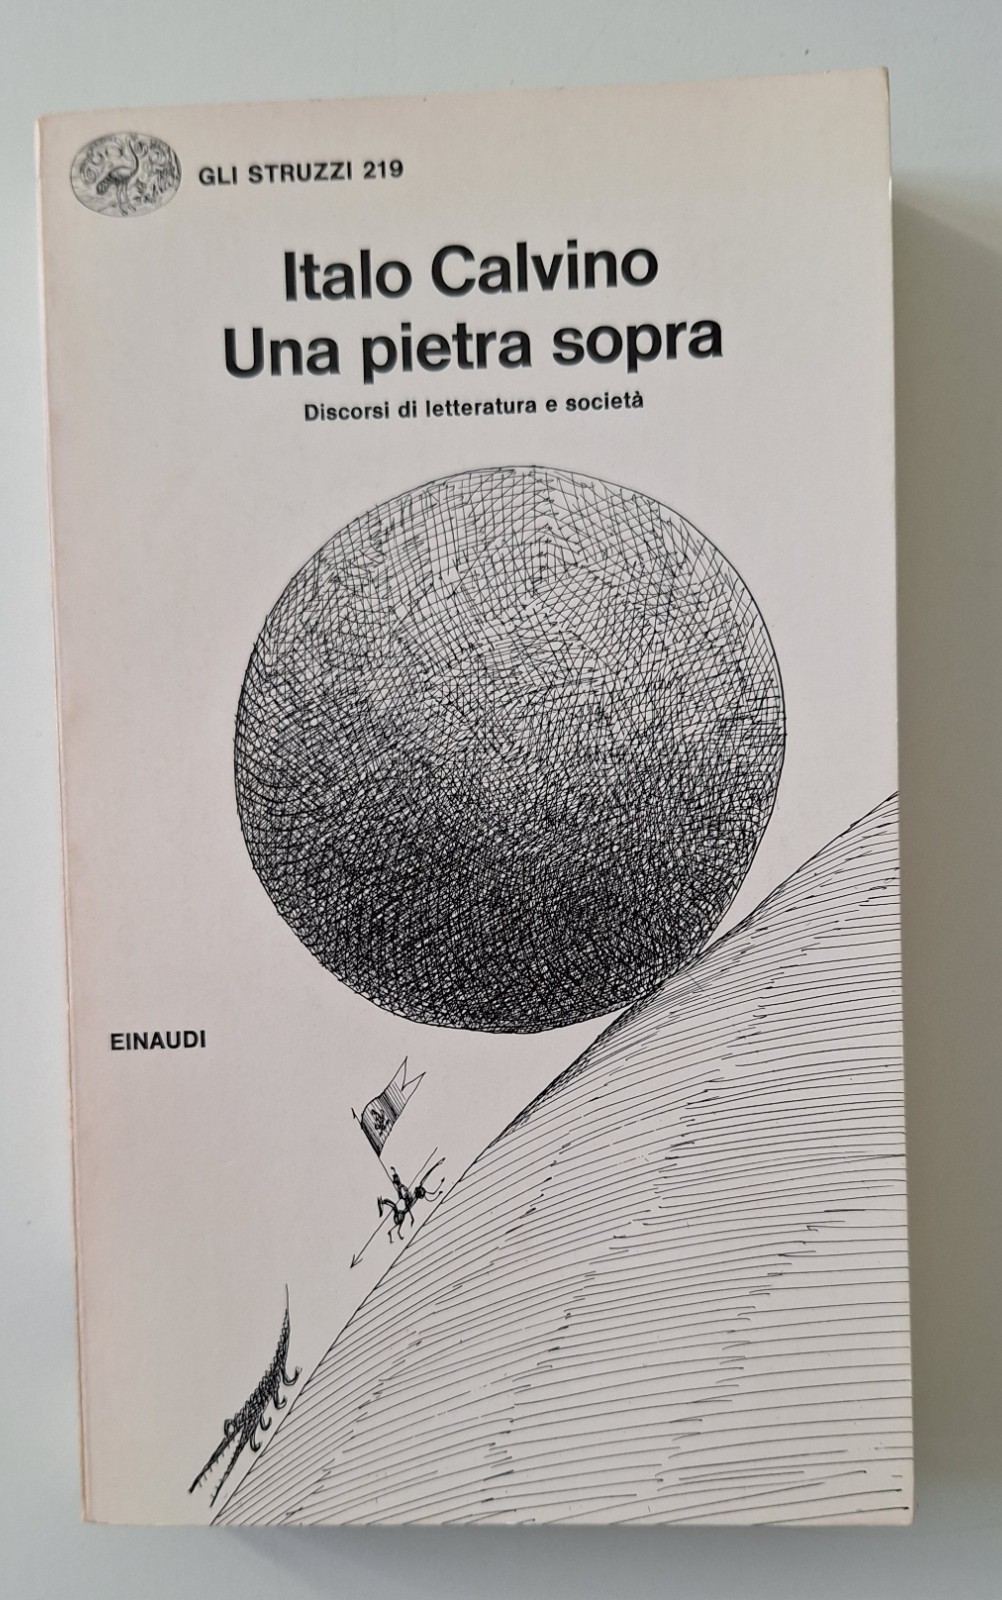 GLI STRUZZI 219
Italo Calvino
Una pietra sopra
Discorsi di letteratura e società
EINAUDI